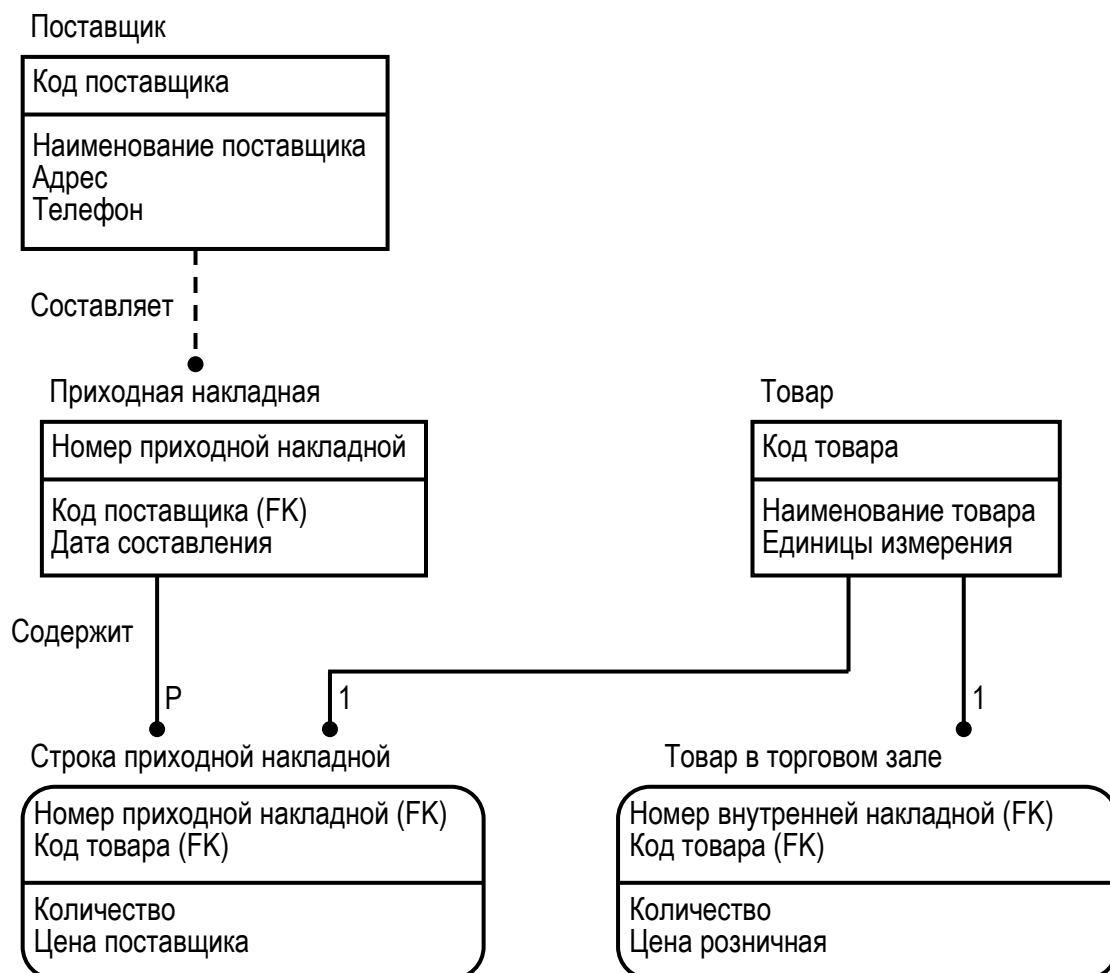 Поставщик
Код поставщика
Наименование поставщика
Адрес
Телефон
Составляет
Приходная накладная
Номер приходной накладной
Код поставщика (FK)
Дата составления
Товар
Код товара
Наименование товара
Единицы измерения
Содержит
P
1
1
Строка приходной накладной
Номер приходной накладной (FK)
Код товара (FK)
Количество
Цена поставщика
Товар в торговом зале
Номер внутренней накладной (FK)
Код товара (FK)
Количество
Цена розничная